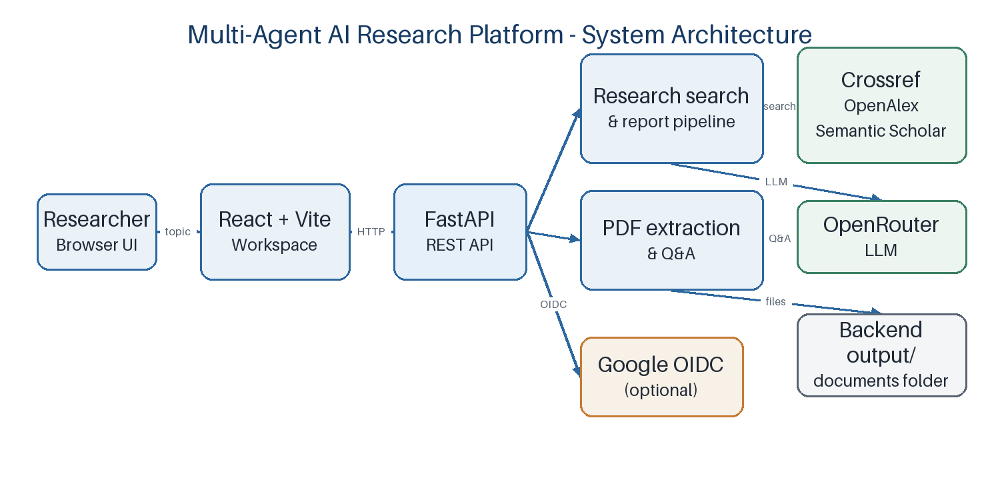 Multi-Agent AI Research Platform - System Architecture
Researcher
Browser UI
topic
React + Vite
Workspace
HTTP
FastAPI
REST API
OIDC
Research search
& report pipeline
search
Crossref
OpenAlex
Semantic Scholar
LLM
PDF extraction
& Q&A
Q&A
OpenRouter
LLM
files
Google OIDC
(optional)
Backend
output/
documents folder